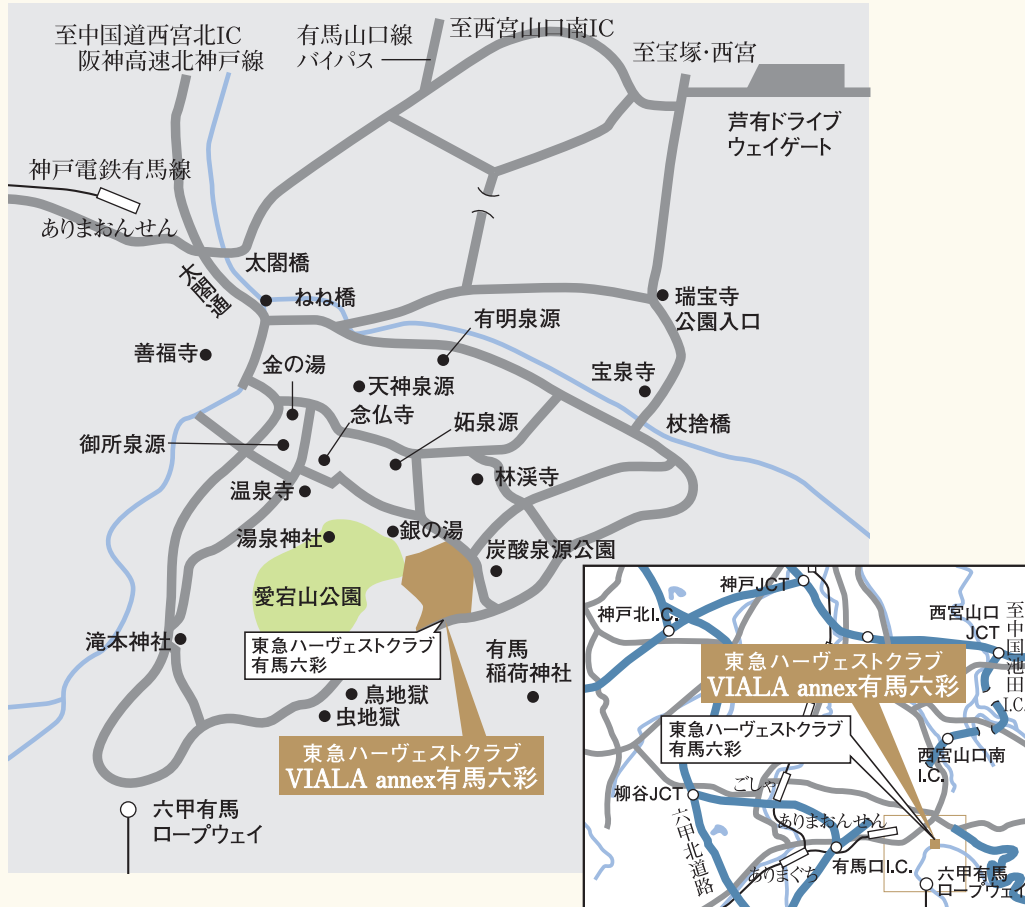 至中国道西宮北IC
阪神高速北神戸線
有馬山口線
バイパス
至西宮山口南IC
至宝塚・西宮
芦有ドライブ
ウェイゲート
神戸電鉄有馬線
ありまおんせん
太閤通
太閤橋
ねね橋
瑞宝寺
公園入口
有明泉源
善福寺
金の湯
天神泉源
宝泉寺
念仏寺
妬泉源
杖捨橋
御所泉源
林渓寺
温泉寺
湯泉神社
銀の湯
炭酸泉源公園
愛宕山公園
東急ハーヴェストクラブ
有馬六彩
滝本神社
有馬
稲荷神社
鳥地獄
虫地獄
東急ハーヴェストクラブ
VIALA annex有馬六彩
六甲有馬
ロープウェイ
神戸JCT
神戸北I.C.
西宮山口
JCT
至中国池田I.C.
東急ハーヴェストクラブ
VIALA annex有馬六彩
東急ハーヴェストクラブ
有馬六彩
西宮山口南
I.C.
ごしゃ
柳谷JCT
六甲北道路
ありまおんせん
ありまぐち
有馬口I.C.
六甲有馬
ロープウェイ